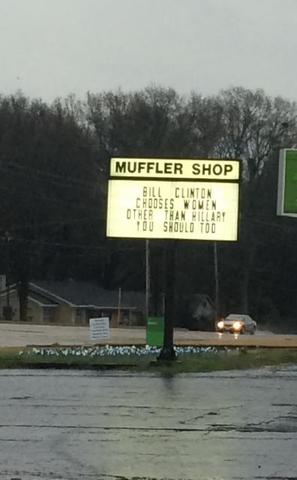 MUFFLER SHOP
BILL CLINTON
CHOOSES WOMEN
OTHER THAN HILLARY
YOU SHOULD TOO